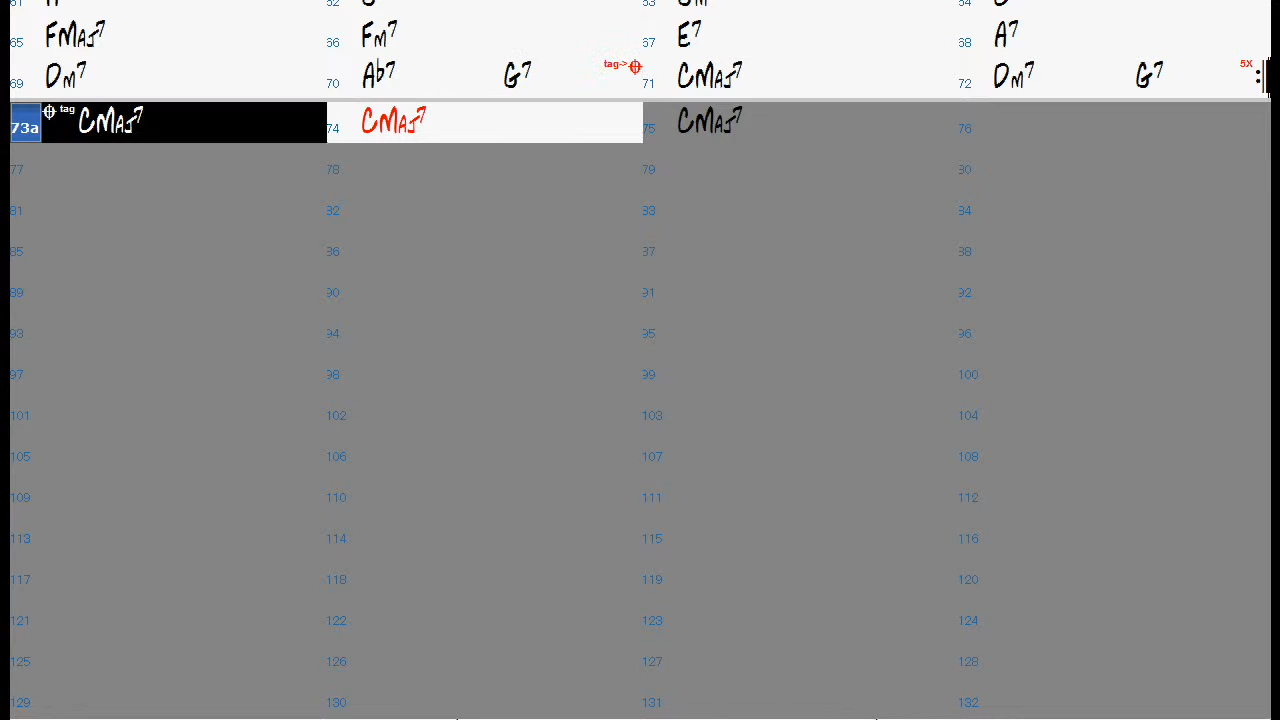 65 FMAJ7 66 Fm7 67 E7 68 A7
69 Dm7 70 Ab7 G7 tag-> 71 CMAJ7 72 Dm7 G7 5X
73a tag CMAJ7 74 CMAJ7 75 CMAJ7 76
77 78 79 80
81 82 83 84
85 86 87 88
89 90 91 92
93 94 95 96
97 98 99 100
101 102 103 104
105 106 107 108
109 110 111 112
113 114 115 116
117 118 119 120
121 122 123 124
125 126 127 128
129 130 131 132